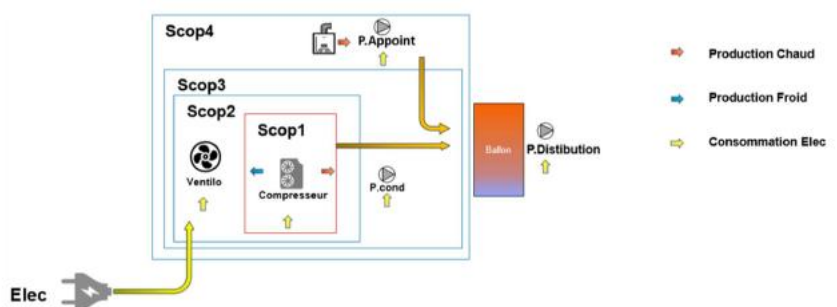 Scop4
P.Appoint
Scop3
Scop2
Scop1
Ventilo
Compresseur
P.cond
Ballon
P.Distibution
Elec
Production Chaud
Production Froid
Consommation Elec